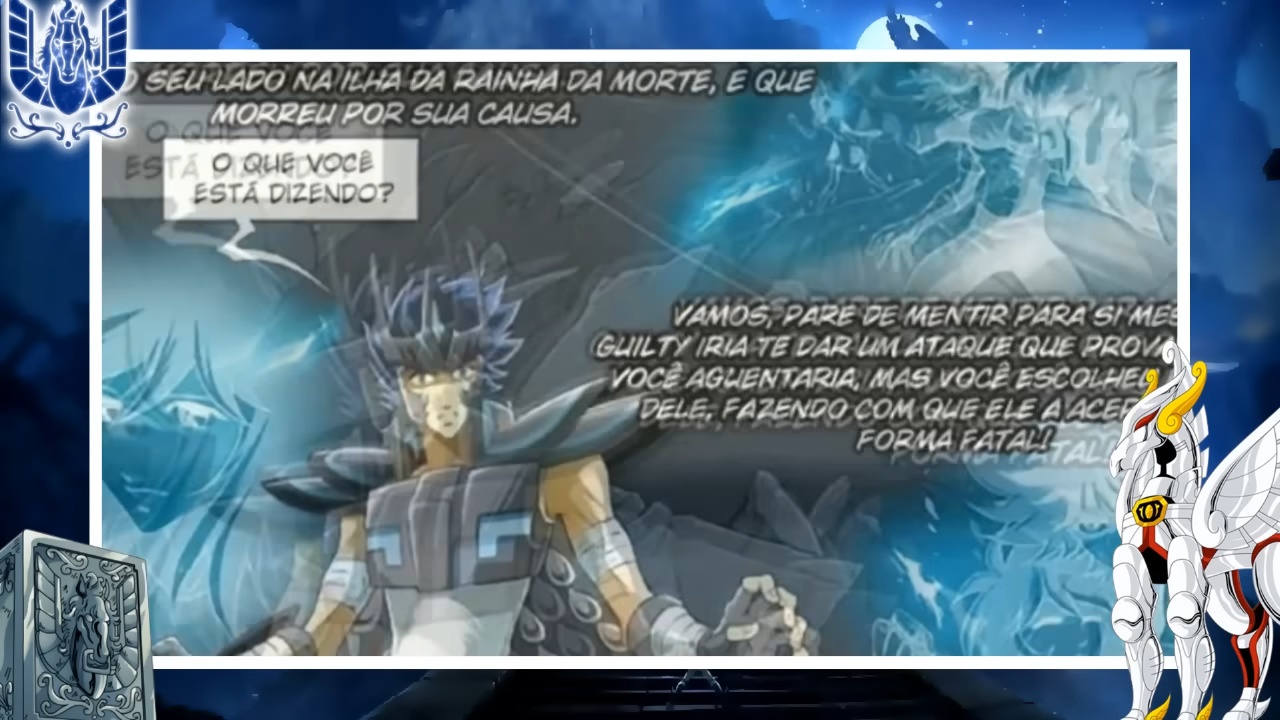 SEU LADO NA ILHA DA RAINHA DA MORTE, E QUE
MORREU POR SUA CAUSA.
O QUE VOCÊ
ESTÁ DIZENDO?
VAMOS, PARE DE MENTIR PARA SI
GUILTY IRIA TE DAR UM ATAQUE QUE
VOCÊ AGUENTARIA, MAS VOCÊ
DELE, FAZENDO COM QUE ELE A
FORMA FATAL!